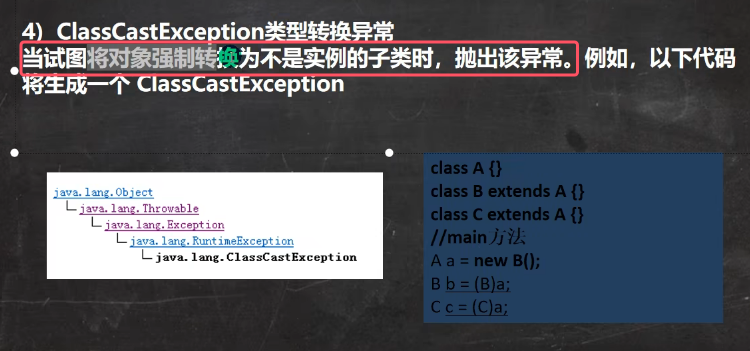 4）ClassCastException类型转换异常
当试图将对象强制转换为不是实例的子类时，抛出该异常。例如，以下代码
将生成一个 ClassCastException
java.lang.Object
java.lang.Throwable
java.lang.Exception
java.lang.RuntimeException
java.lang.ClassCastException
class A {}
class B extends A {}
class C extends A {}
//main方法
A a = new B();
B b = (B)a;
C c = (C)a;